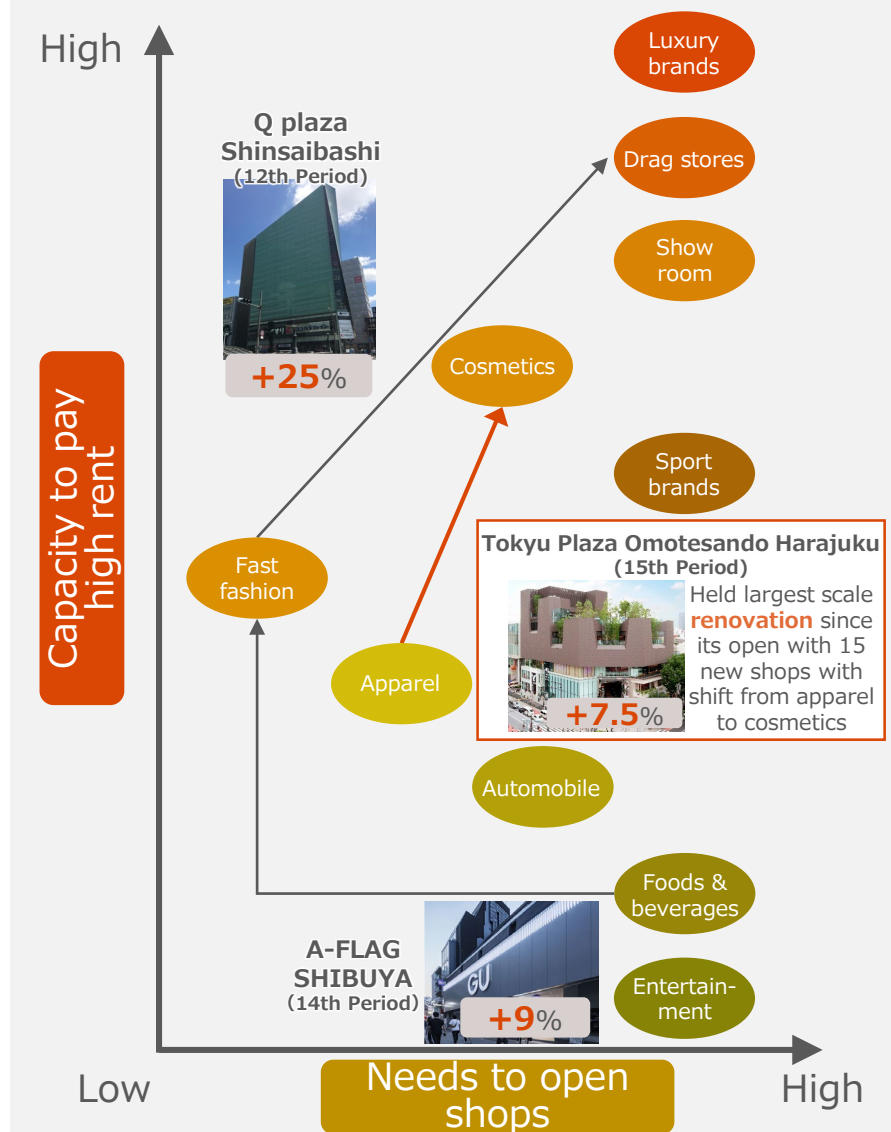 High
Luxury
brands
Q plaza
Shinsaibashi
(12th Period)
Drag stores
Show
room
+25%
Cosmetics
Capacity to pay
high rent
Sport
brands
Fast
fashion
Tokyu Plaza Omotesando Harajuku
(15th Period)
Held largest scale
renovation since
its open with 15
new shops with
shift from apparel
to cosmetics
+7.5%
Apparel
Automobile
Foods &
beverages
A-FLAG
SHIBUYA
(14th Period)
GU
+9%
Entertain-
ment
Low
Needs to open
shops
High